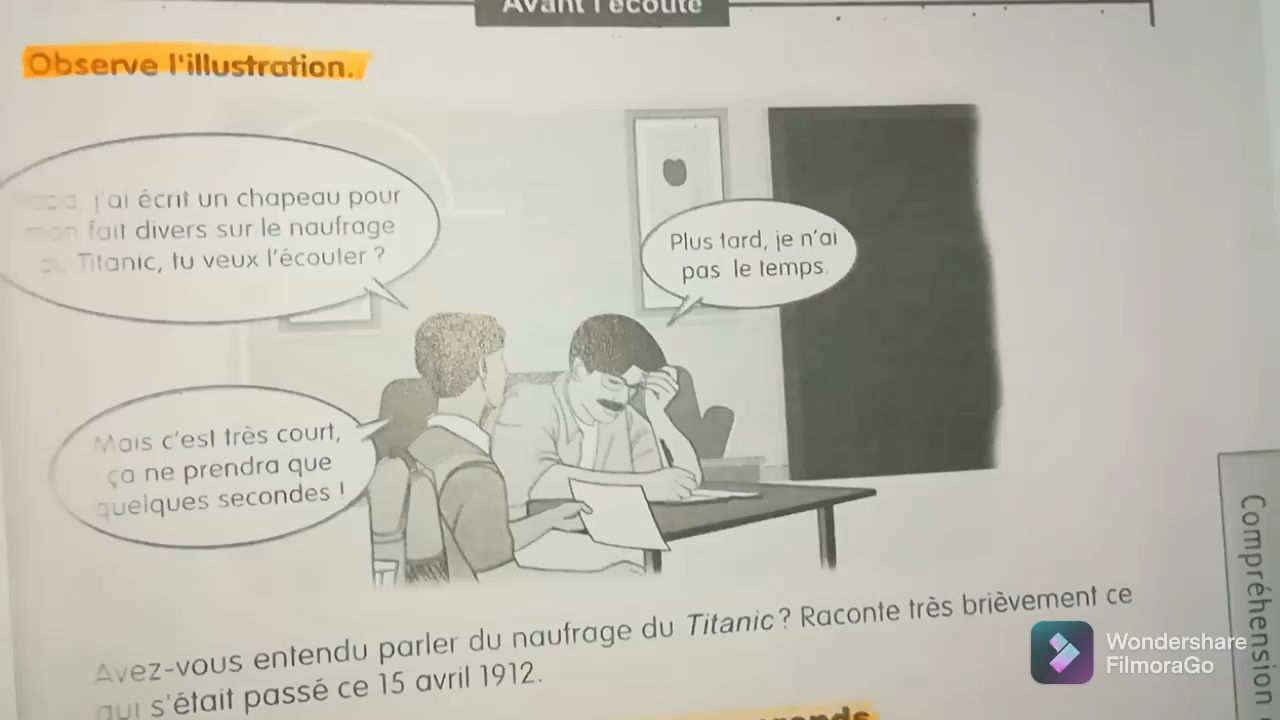 Avant l'écoute
Observe l'illustration.
j'ai écrit un chapeau pour
mon fait divers sur le naufrage
du Titanic, tu veux l'écouter ?
Plus tard, je n'ai
pas le temps.
Mais c'est très court,
ça ne prendra que
quelques secondes !
Avez-vous entendu parler du naufrage du Titanic ? Raconte très brièvement ce
qui s'était passé ce 15 avril 1912.
Compréhension
Wondershare
FilmoraGo